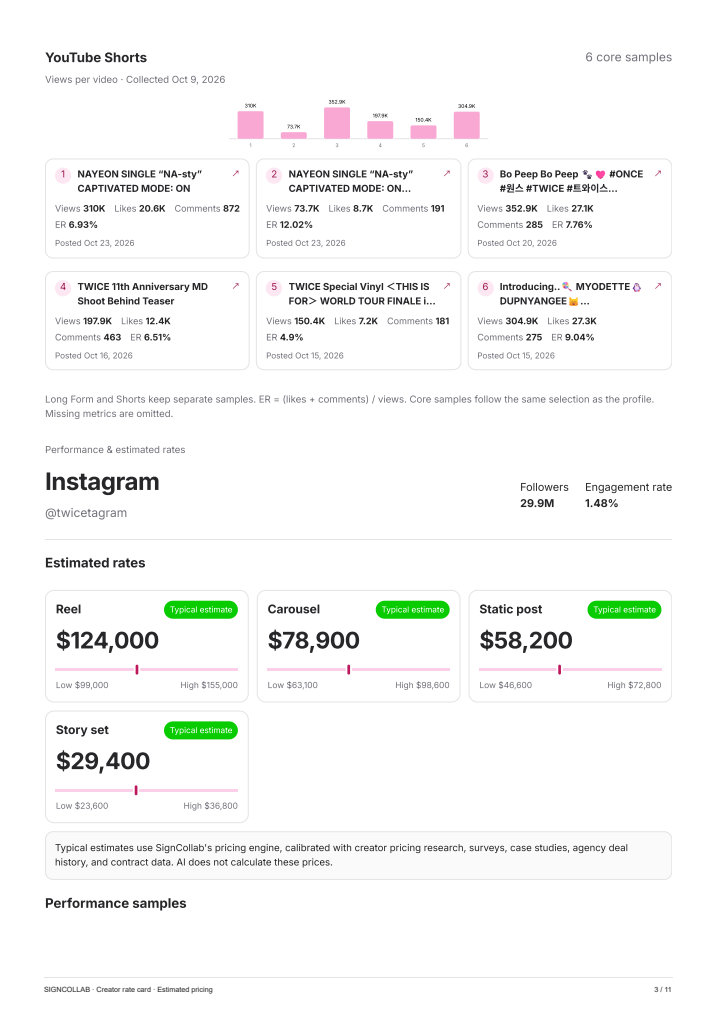 YouTube Shorts
6 core samples
Views per video · Collected Oct 9, 2026
310K
73.7K
352.9K
197.9K
150.4K
304.9K
1
2
3
4
5
6
1
NAYEON SINGLE “NA-sty”
CAPTIVATED MODE: ON
↗
Views 310K Likes 20.6K Comments 872
ER 6.93%
Posted Oct 23, 2026
2
NAYEON SINGLE “NA-sty”
CAPTIVATED MODE: ON...
↗
Views 73.7K Likes 8.7K Comments 191
ER 12.02%
Posted Oct 23, 2026
3
Bo Peep Bo Peep 🐾 💗 #ONCE
#원스 #TWICE #트와이스...
↗
Views 352.9K Likes 27.1K
Comments 285 ER 7.76%
Posted Oct 20, 2026
4
TWICE 11th Anniversary MD
Shoot Behind Teaser
↗
Views 197.9K Likes 12.4K
Comments 463 ER 6.51%
Posted Oct 16, 2026
5
TWICE Special Vinyl <THIS IS
FOR> WORLD TOUR FINALE i...
↗
Views 150.4K Likes 7.2K Comments 181
ER 4.9%
Posted Oct 15, 2026
6
Introducing.. 🍭 MYODETTE 🐧
DUPNYANGEE 🐱 ...
↗
Views 304.9K Likes 27.3K
Comments 275 ER 9.04%
Posted Oct 15, 2026
Long Form and Shorts keep separate samples. ER = (likes + comments) / views. Core samples follow the same selection as the profile.
Missing metrics are omitted.
Performance & estimated rates
Instagram
@twicetagram
Followers
29.9M
Engagement rate
1.48%
Estimated rates
Reel
Typical estimate
$124,000
Low $99,000
High $155,000
Carousel
Typical estimate
$78,900
Low $63,100
High $98,600
Static post
Typical estimate
$58,200
Low $46,600
High $72,800
Story set
Typical estimate
$29,400
Low $23,600
High $36,800
Typical estimates use SignCollab's pricing engine, calibrated with creator pricing research, surveys, case studies, agency deal
history, and contract data. AI does not calculate these prices.
Performance samples
SIGNCOLLAB · Creator rate card · Estimated pricing
3 / 11